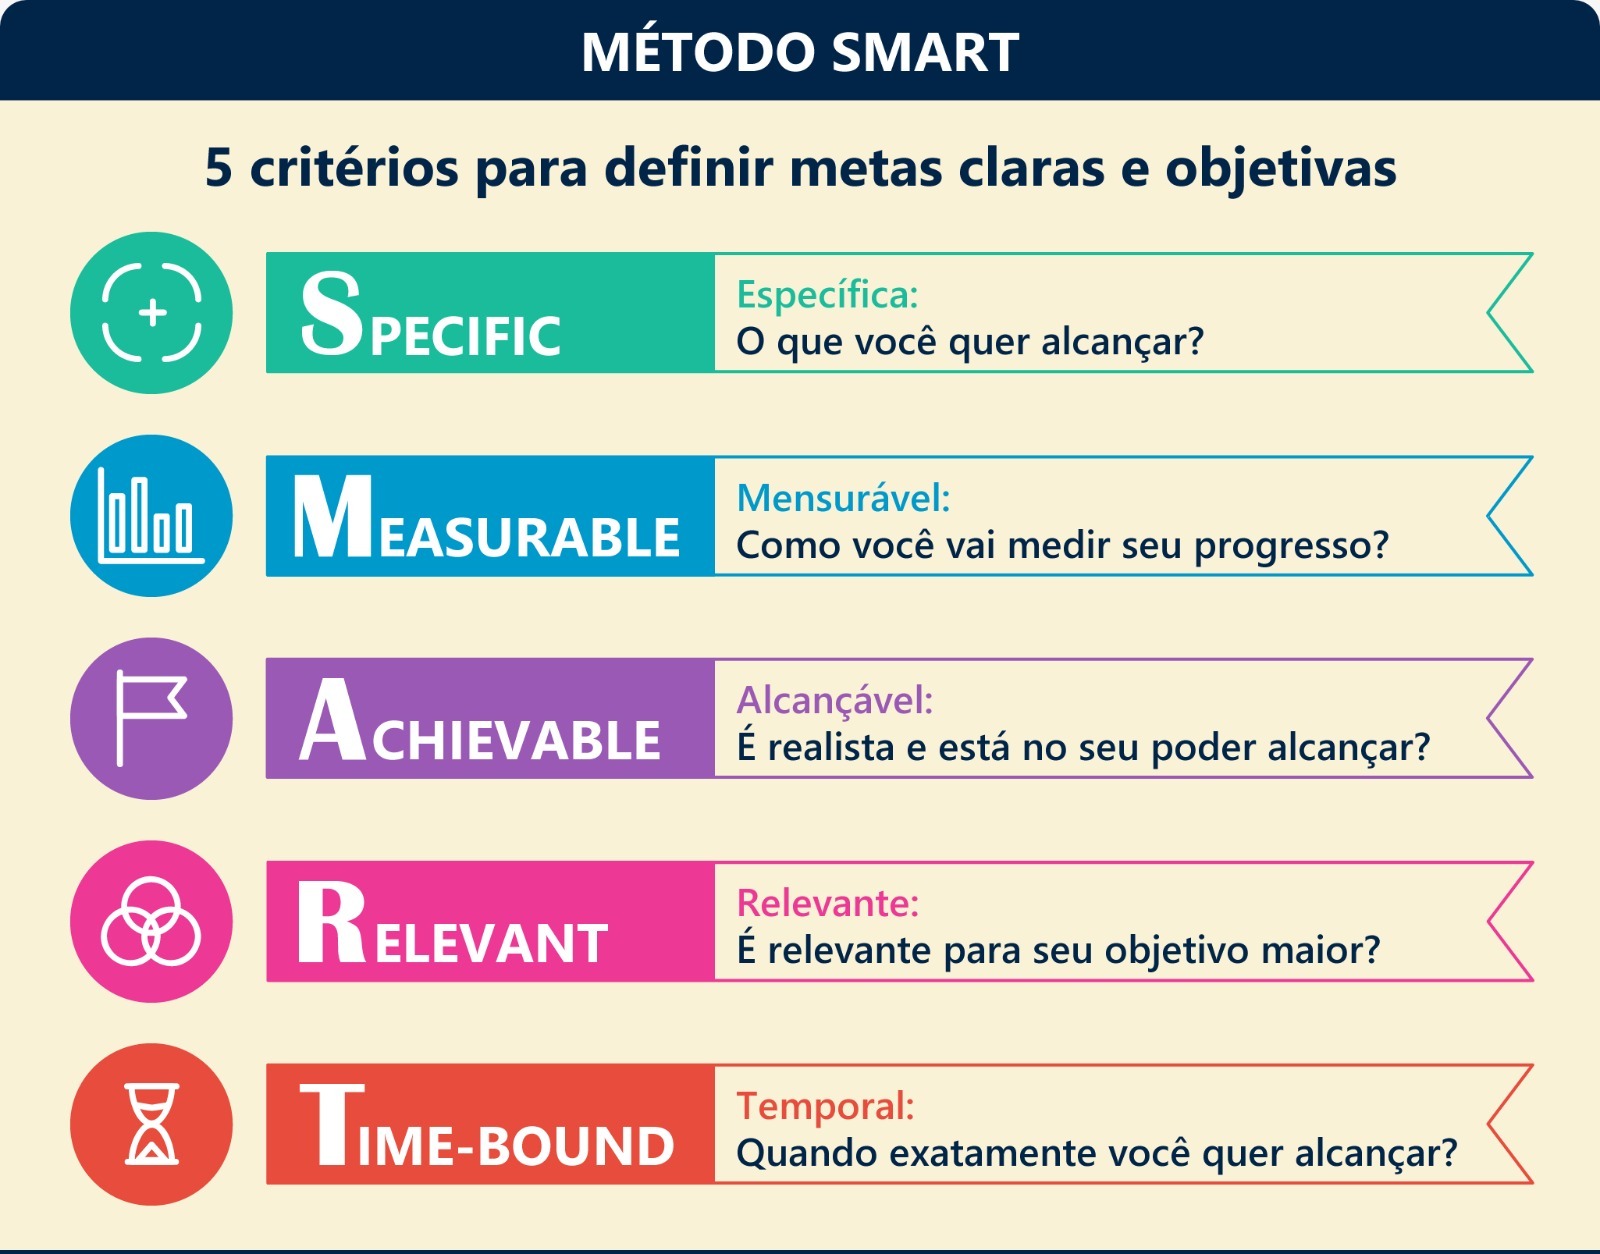 MÉTODO SMART
5 critérios para definir metas claras e objetivas
SPECIFIC
Específica:
O que você quer alcançar?
MEASURABLE
Mensurável:
Como você vai medir seu progresso?
ACHIEVABLE
Alcançável:
É realista e está no seu poder alcançar?
RELEVANT
Relevante:
É relevante para seu objetivo maior?
TIME-BOUND
Temporal:
Quando exatamente você quer alcançar?